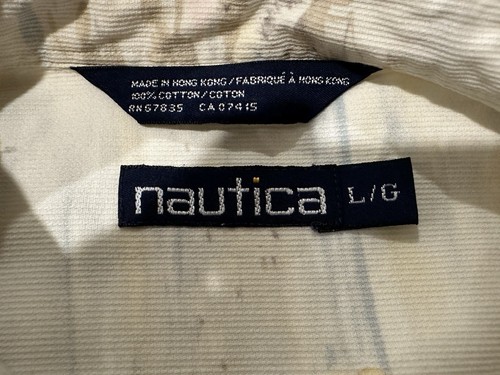 MADE IN HONG KONG / FABRIQUÉ À HONG KONG
100% COTTON / COTON
RN 67835 CA 07415
nautica L/G